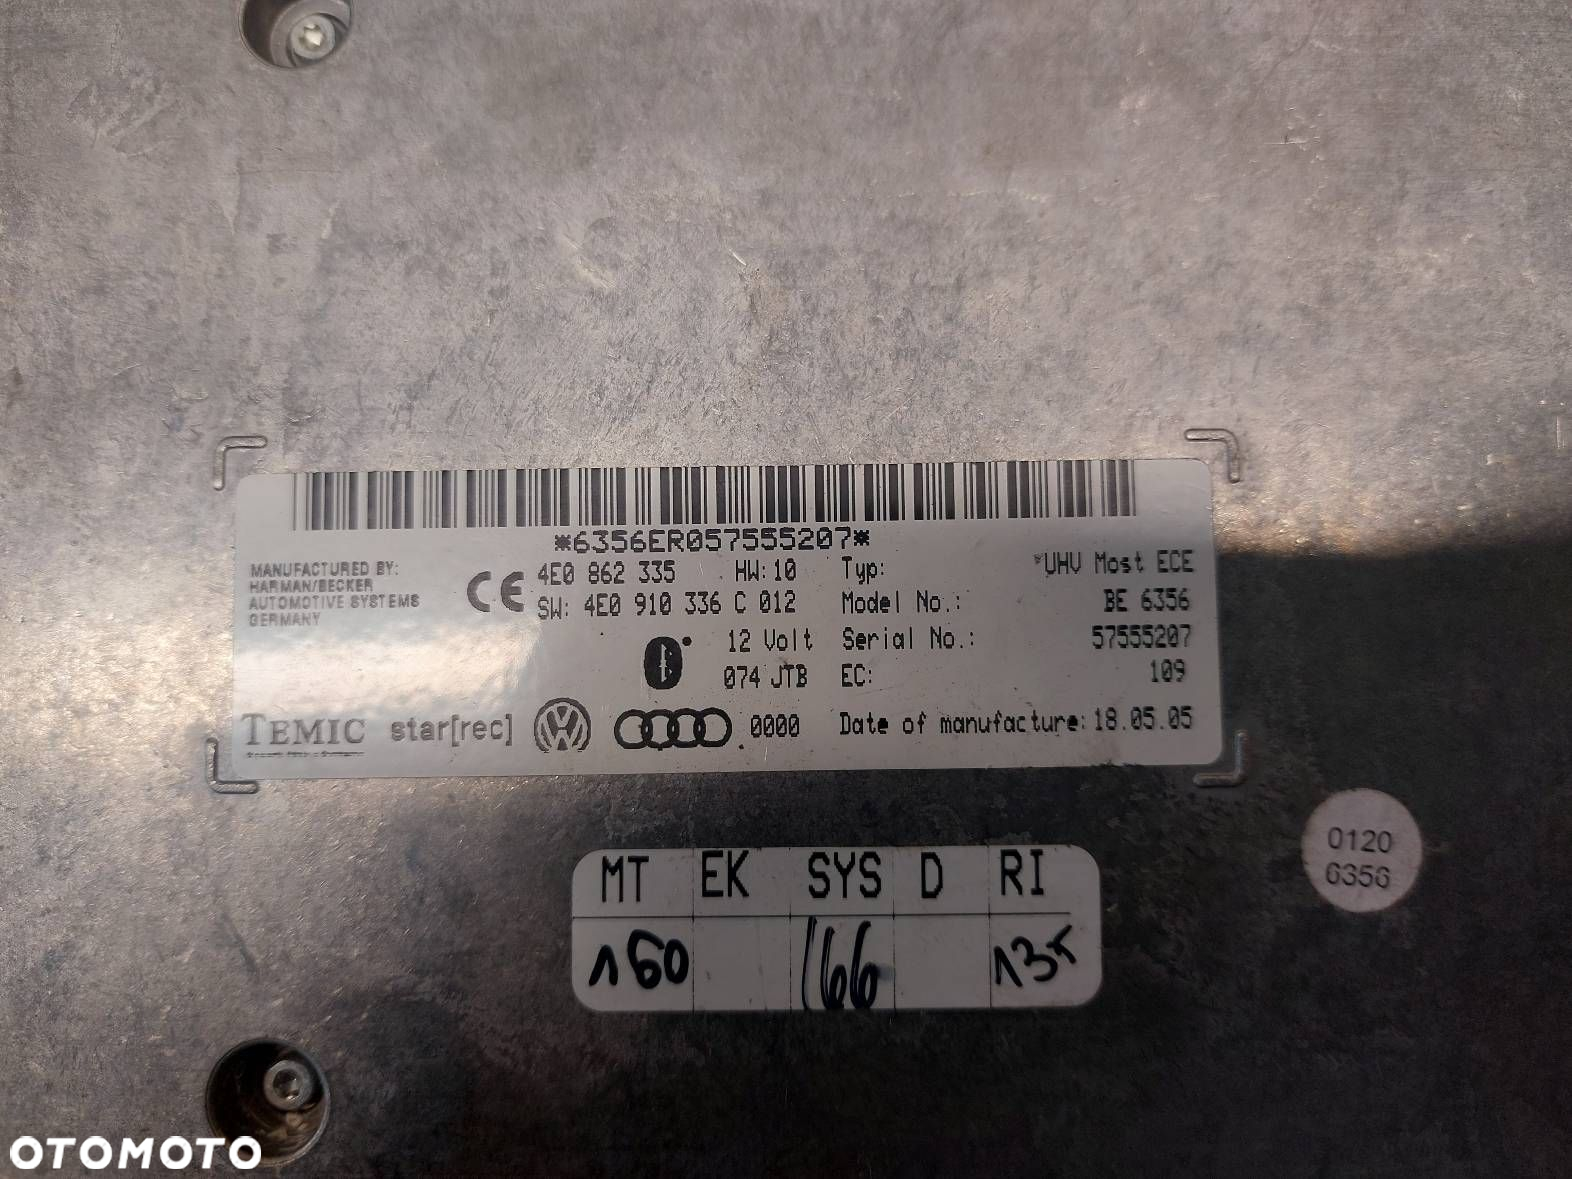 *6356ER057555207*
MANUFACTURED BY:
HARMAN/BECKER
AUTOMOTIVE SYSTEMS
GERMANY
CE
4E0 862 335 HW:10
SW: 4E0 910 336 C 012
12 Volt
074 JTB
Typ: *UHV Most ECE
Model No.: BE 6356
Serial No.: 57555207
EC: 109
TEMIC
star[rec]
.0000
Date of manufacture: 18.05.05
MT EK SYS D RI
160 166 135
0120
6356
OTOMOTO